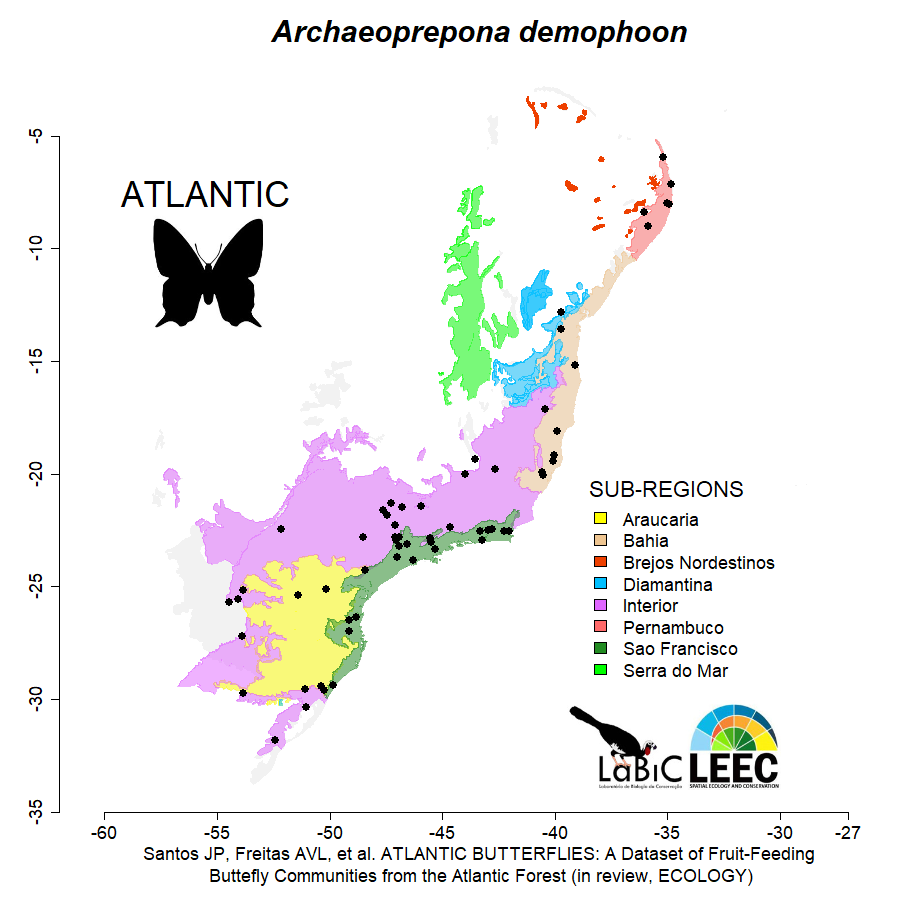 Archaeoprepona demophoon
ATLANTIC
-5
-10
-15
-20
-25
-30
-35
SUB-REGIONS
Araucaria
Bahia
Brejos Nordestinos
Diamantina
Interior
Pernambuco
Sao Francisco
Serra do Mar
LaBiC
Laboratório de Biologia da Conservação
LEEC
SPATIAL ECOLOGY AND CONSERVATION
-60
-55
-50
-45
-40
-35
-30
-27
Santos JP, Freitas AVL, et al. ATLANTIC BUTTERFLIES: A Dataset of Fruit-Feeding
Buttefly Communities from the Atlantic Forest (in review, ECOLOGY)